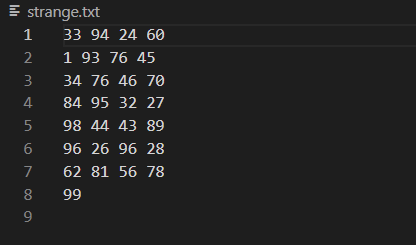 strange.txt
1 33 94 24 60
2 1 93 76 45
3 34 76 46 70
4 84 95 32 27
5 98 44 43 89
6 96 26 96 28
7 62 81 56 78
8 99
9